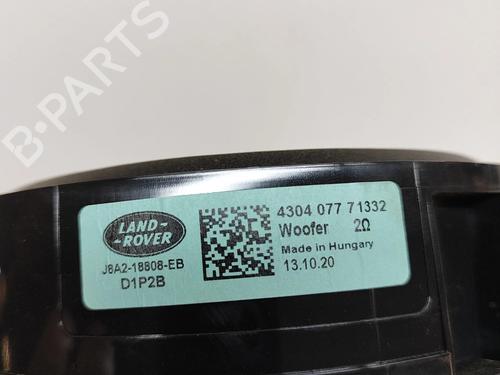 B-PARTS
LAND-
-ROVER
J8A2-18808-EB
D1P2B
4304 077 71332
Woofer 2Ω
Made in Hungary
13.10.20